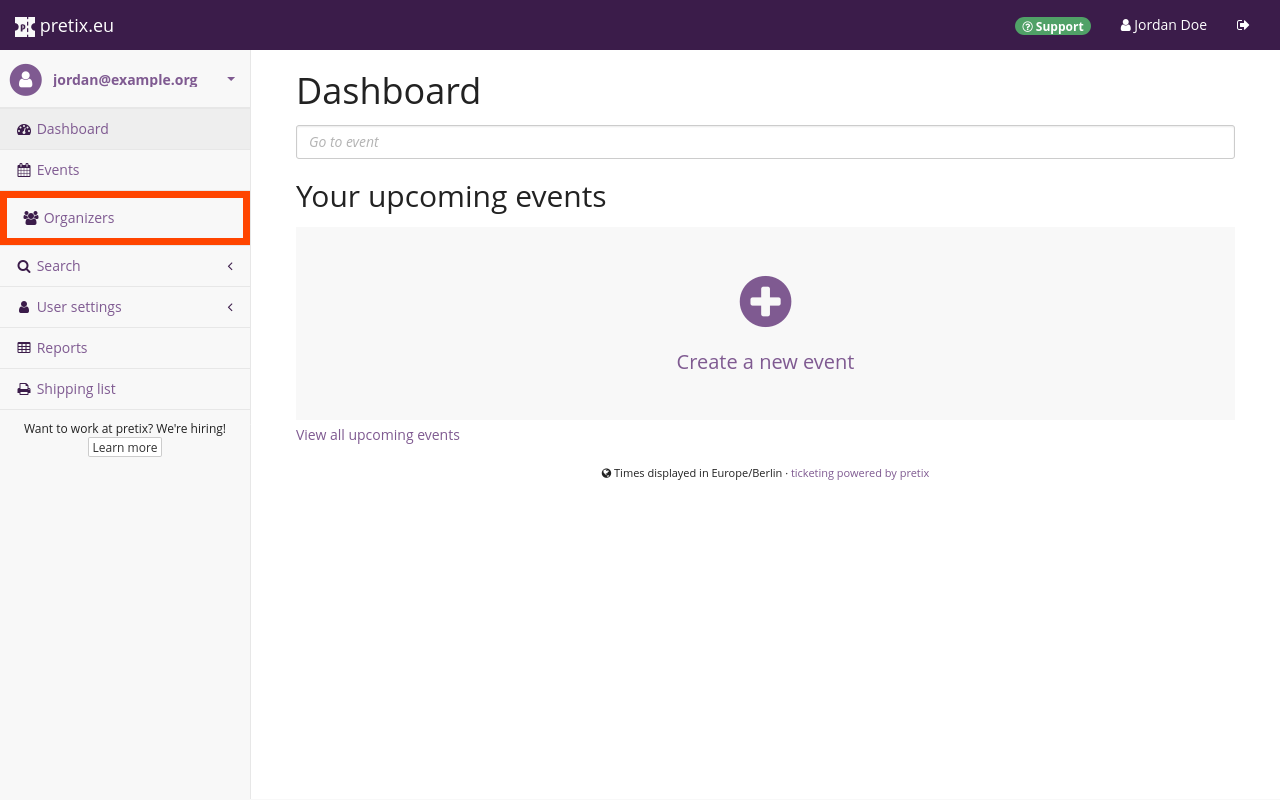 pretix.eu
Support
Jordan Doe
jordan@example.org
Dashboard
Events
Organizers
Search
User settings
Reports
Shipping list
Want to work at pretix? We're hiring!
Learn more
Dashboard
Go to event
Your upcoming events
Create a new event
View all upcoming events
Times displayed in Europe/Berlin · ticketing powered by pretix